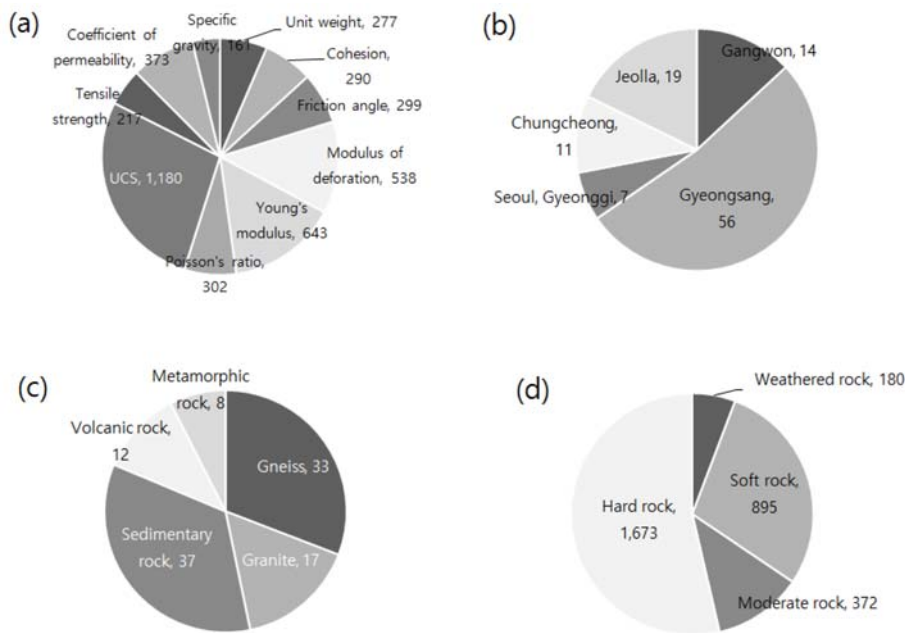 (a)
Specific
gravity, 161
Unit weight, 277
Coefficient of
permeability, 373
Cohesion,
290
Tensile
strength, 217
Friction angle, 299
UCS, 1,180
Modulus of
deforation, 538
Young's
modulus, 643
Poisson's ratio,
302
(b)
Gangwon, 14
Jeolla, 19
Chungcheong,
11
Seoul, Gyeonggi, 7
Gyeongsang,
56
(c)
Metamorphic
rock, 8
Volcanic rock,
12
Gneiss, 33
Sedimentary
rock, 37
Granite, 17
(d)
Weathered rock, 180
Soft rock,
895
Hard rock,
1,673
Moderate rock, 372